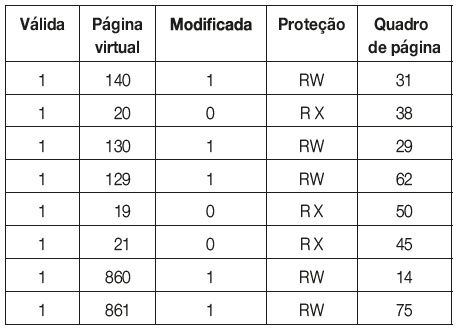 Válida Página virtual Modificada Proteção Quadro de página
1 140 1 RW 31
1 20 0 R X 38
1 130 1 RW 29
1 129 1 RW 62
1 19 0 R X 50
1 21 0 R X 45
1 860 1 RW 14
1 861 1 RW 75